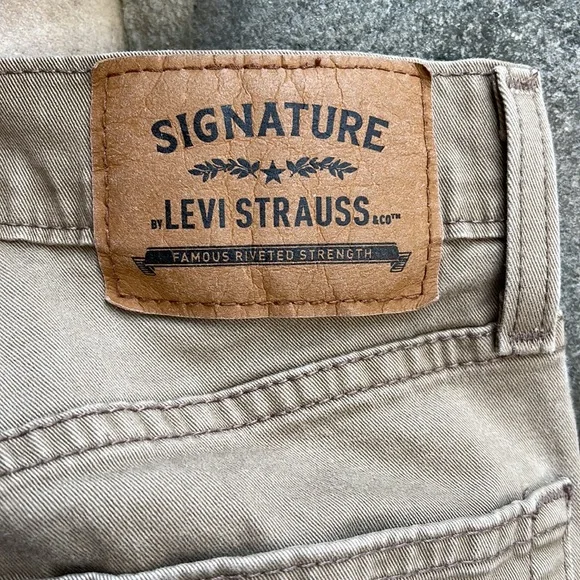 SIGNATURE
BY LEVI STRAUSS & CO™
FAMOUS RIVETED STRENGTH